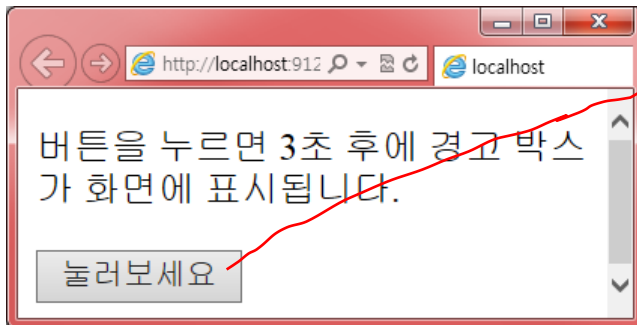 http://localhost:912
localhost
버튼을 누르면 3초 후에 경고 박스
가 화면에 표시됩니다.
눌러보세요